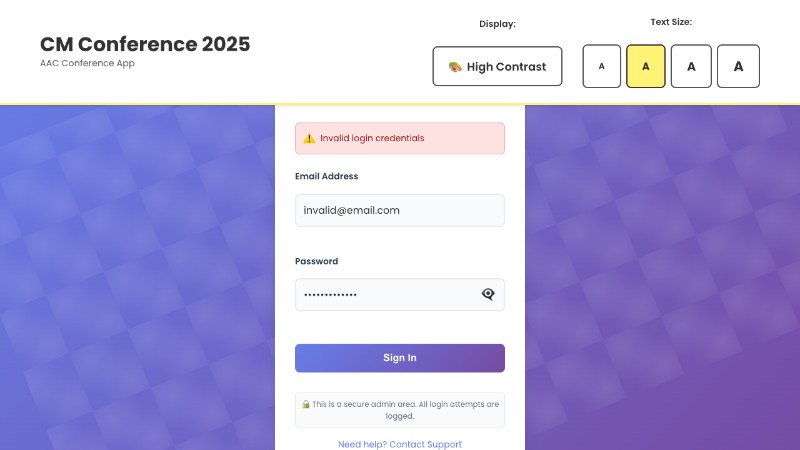 CM Conference 2025
AAC Conference App
Display:
High Contrast
Text Size:
A A A A
Invalid login credentials
Email Address
invalid@email.com
Password
•••••••••••••
Sign In
This is a secure admin area. All login attempts are
logged.
Need help? Contact Support